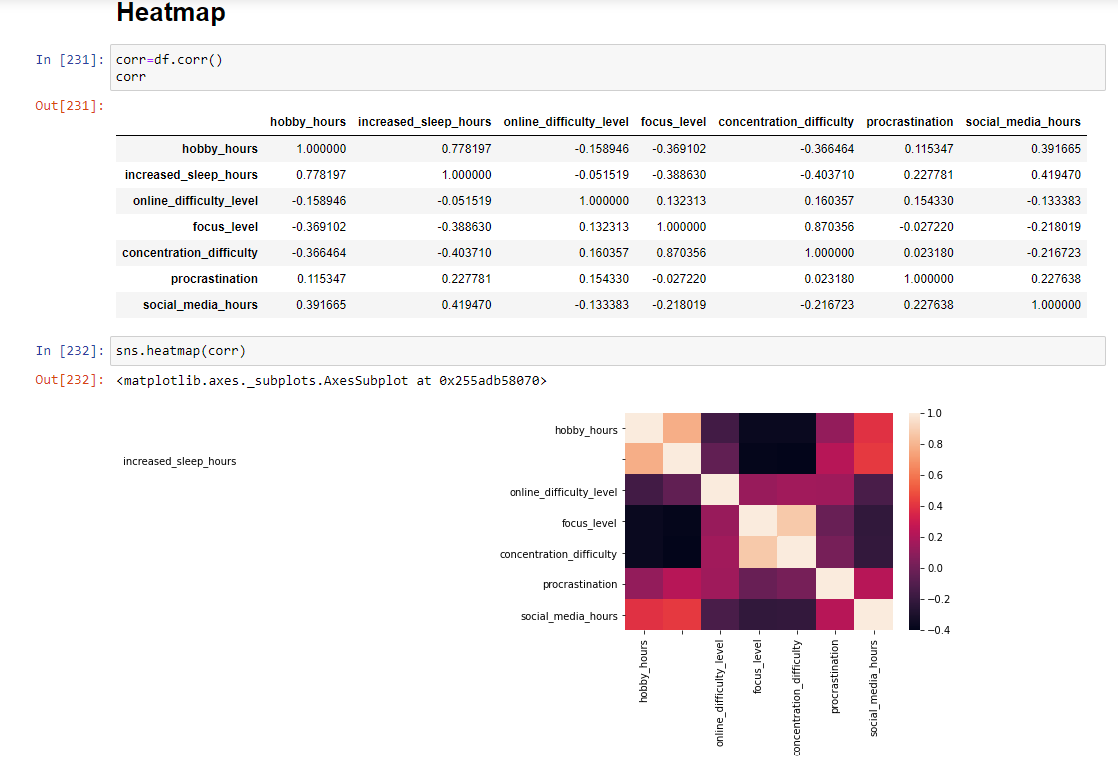 Heatmap
In [231]: corr=df.corr()
corr
Out[231]:
hobby_hours increased_sleep_hours online_difficulty_level focus_level concentration_difficulty procrastination social_media_hours
hobby_hours 1.000000 0.778197 -0.158946 -0.369102 -0.366464 0.115347 0.391665
increased_sleep_hours 0.778197 1.000000 -0.051519 -0.388630 -0.403710 0.227781 0.419470
online_difficulty_level -0.158946 -0.051519 1.000000 0.132313 0.160357 0.154330 -0.133383
focus_level -0.369102 -0.388630 0.132313 1.000000 0.870356 -0.027220 -0.218019
concentration_difficulty -0.366464 -0.403710 0.160357 0.870356 1.000000 0.023180 -0.216723
procrastination 0.115347 0.227781 0.154330 -0.027220 0.023180 1.000000 0.227638
social_media_hours 0.391665 0.419470 -0.133383 -0.218019 -0.216723 0.227638 1.000000
In [232]: sns.heatmap(corr)
Out[232]: <matplotlib.axes._subplots.AxesSubplot at 0x255adb58070>
hobby_hours
increased_sleep_hours
online_difficulty_level
focus_level
concentration_difficulty
procrastination
social_media_hours
hobby_hours
online_difficulty_level
focus_level
concentration_difficulty
procrastination
social_media_hours
1.0
0.8
0.6
0.4
0.2
0.0
−0.2
−0.4